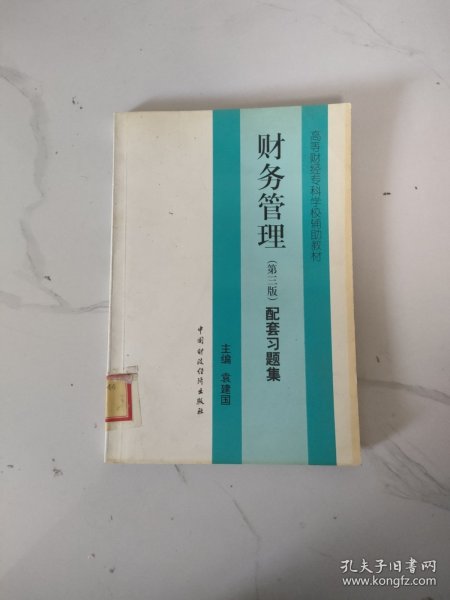 高等财经专科学校辅助教材
财务管理
(第三版)配套习题集
主编 袁建国
中国财政经济出版社
孔夫子旧书网
www.kongfz.com